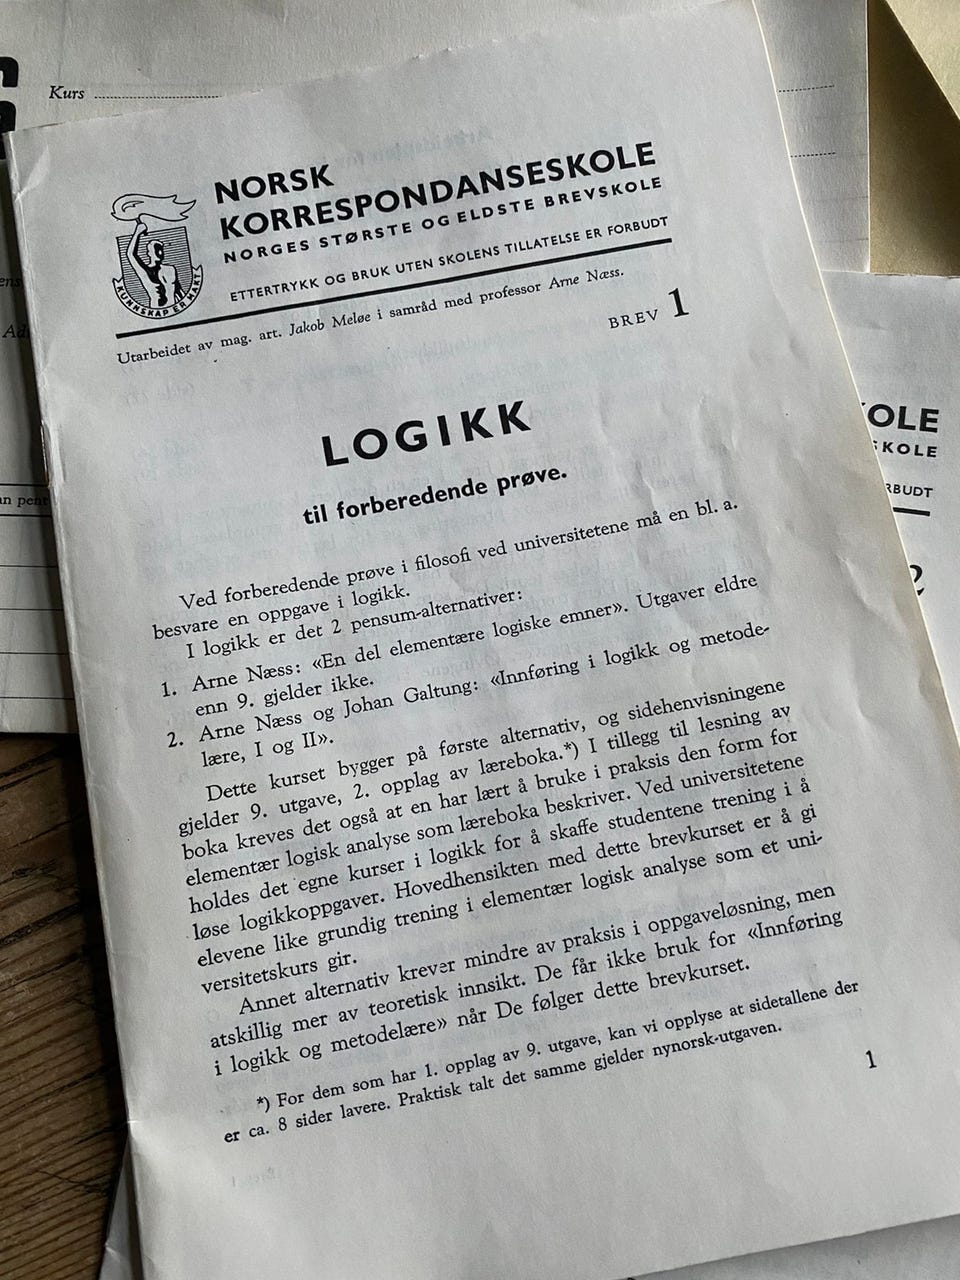 Kurs
NORSK
KORRESPONDANSESKOLE
NORGES STØRSTE OG ELDSTE BREVSKOLE
ETTERTRYKK OG BRUK UTEN SKOLENS TILLATELSE ER FORBUDT
KUNNSKAP ER MAKT
Utarbeidet av mag. art. Jakob Meløe i samråd med professor Arne Næss.
BREV 1
LOGIKK
til forberedende prøve.
Ved forberedende prøve i filosofi ved universitetene må en bl. a.
besvare en oppgave i logikk.
I logikk er det 2 pensum-alternativer:
1. Arne Næss: «En del elementære logiske emner». Utgaver eldre
enn 9. gjelder ikke.
2. Arne Næss og Johan Galtung: «Innføring i logikk og metode-
lære, I og II».
Dette kurset bygger på første alternativ, og sidehenvisningene
gjelder 9. utgave, 2. opplag av læreboka.*) I tillegg til lesning av
boka kreves det også at en har lært å bruke i praksis den form for
elementær logisk analyse som læreboka beskriver. Ved universitetene
holdes det egne kurser i logikk for å skaffe studentene trening i å
løse logikkoppgaver. Hovedhensikten med dette brevkurset er å gi
elevene like grundig trening i elementær logisk analyse som et uni-
versitetskurs gir.
Annet alternativ krever mindre av praksis i oppgaveløsning, men
atskillig mer av teoretisk innsikt. De får ikke bruk for «Innføring
i logikk og metodelære» når De følger dette brevkurset.
*) For dem som har 1. opplag av 9. utgave, kan vi opplyse at sidetallene der
er ca. 8 sider lavere. Praktisk talt det samme gjelder nynorsk-utgaven.
1
OLE
SKOLE
RBUDT
2